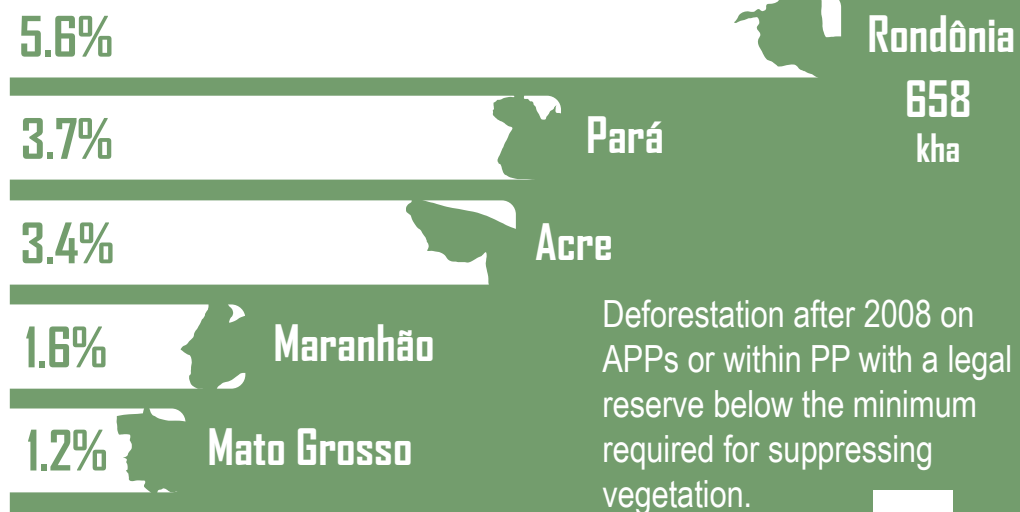 5.6%
Rondônia
658
kha
3.7%
Pará
3.4%
Acre
1.6%
Maranhão
1.2%
Mato Grosso
Deforestation after 2008 on
APPs or within PP with a legal
reserve below the minimum
required for suppressing
vegetation.